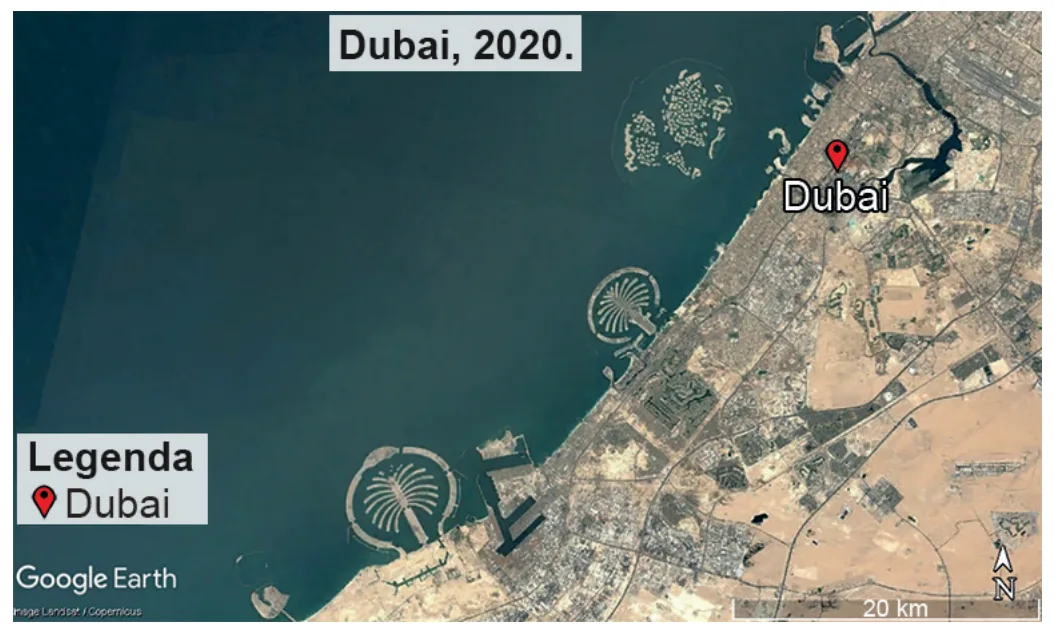 Dubai, 2020.
Dubai
Legenda
Dubai
Google Earth
Image Landsat / Copernicus
N
20 km